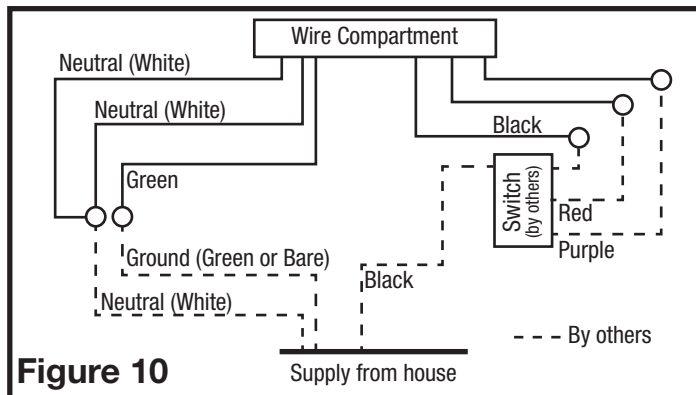 Wire Compartment
Neutral (White)
Neutral (White)
Black
Green
Switch
(by others)
Red
Purple
Ground (Green or Bare)
Black
Neutral (White)
By others
Figure 10
Supply from house